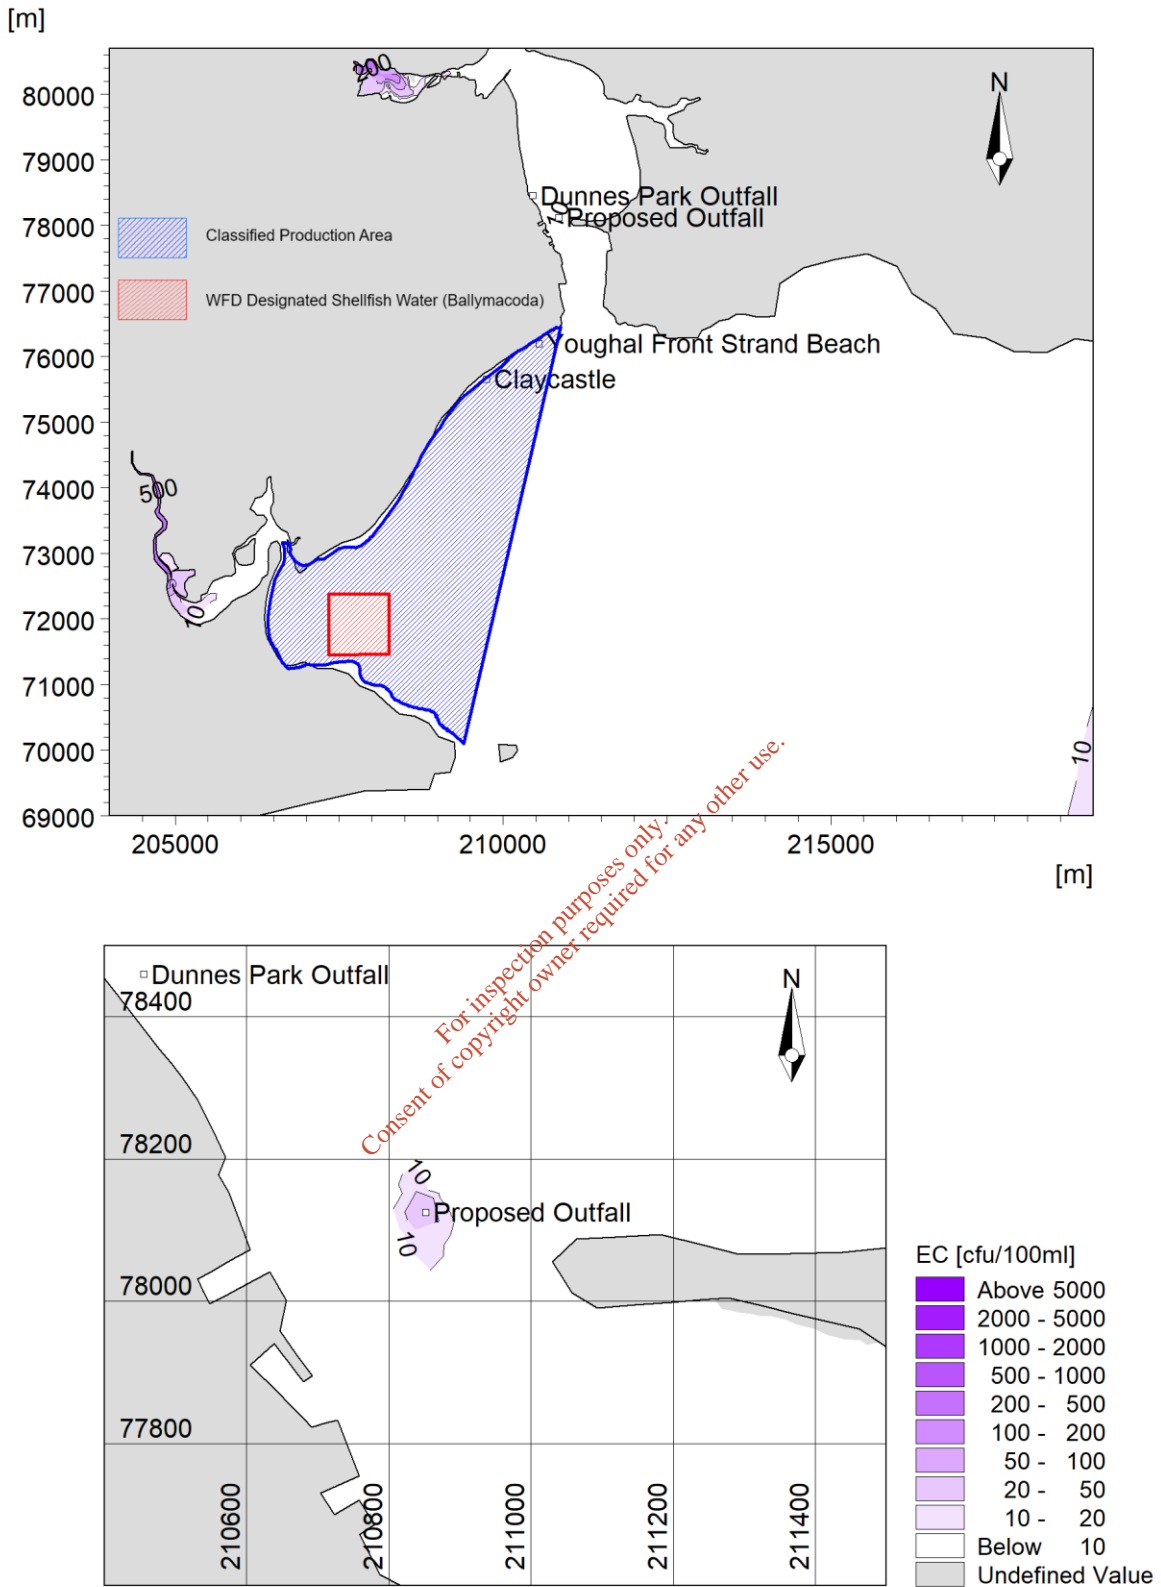 [m]
80000
79000
78000
77000
76000
75000
74000
73000
72000
71000
70000
69000
N
Dunnes Park Outfall
10
Proposed Outfall
Classified Production Area
WFD Designated Shellfish Water (Ballymacoda)
Youghal Front Strand Beach
Claycastle
500
10
205000
210000
215000
[m]
For inspection purposes only.
Consent of copyright owner required for any other use.
Dunnes Park Outfall
N
78400
78200
78000
77800
10
Proposed Outfall
10
210600
210800
211000
211200
211400
EC [cfu/100ml]
Above 5000
2000 - 5000
1000 - 2000
500 - 1000
200 - 500
100 - 200
50 - 100
20 - 50
10 - 20
Below 10
Undefined Value